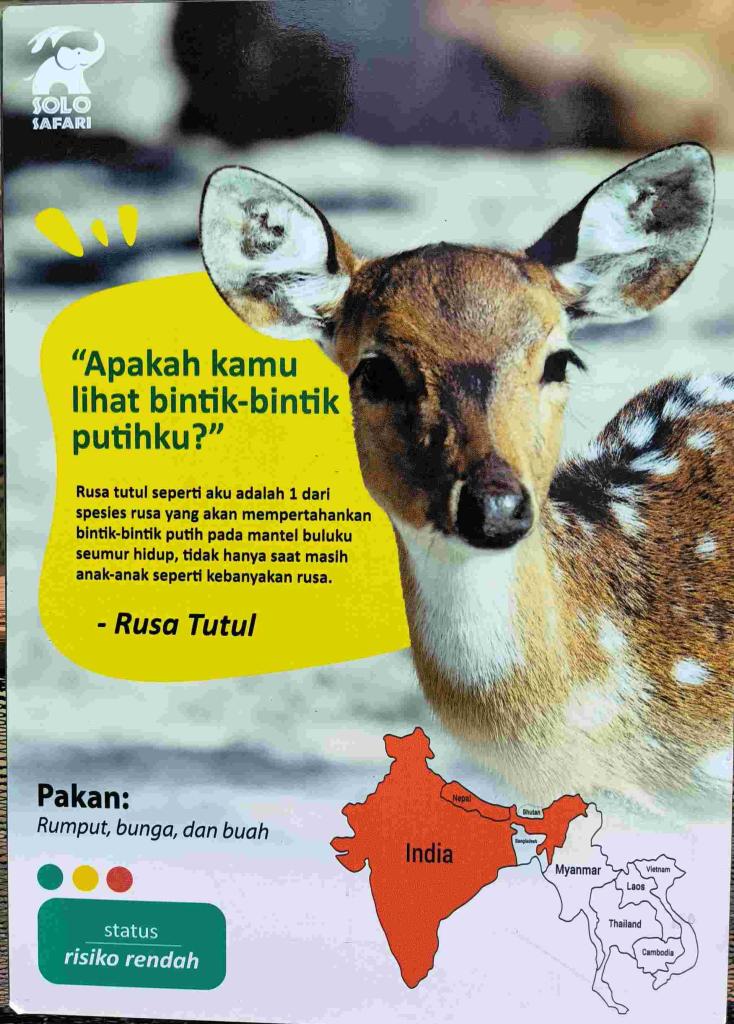 SOLO
SAFARI
“Apakah kamu
lihat bintik-bintik
putihku?”
Rusa tutul seperti aku adalah 1 dari
spesies rusa yang akan mempertahankan
bintik-bintik putih pada mantel buluku
seumur hidup, tidak hanya saat masih
anak-anak seperti kebanyakan rusa.
- Rusa Tutul
Pakan:
Rumput, bunga, dan buah
status
risiko rendah
Nepal
Bhutan
Bangladesh
India
Myanmar
Vietnam
Laos
Thailand
Cambodia